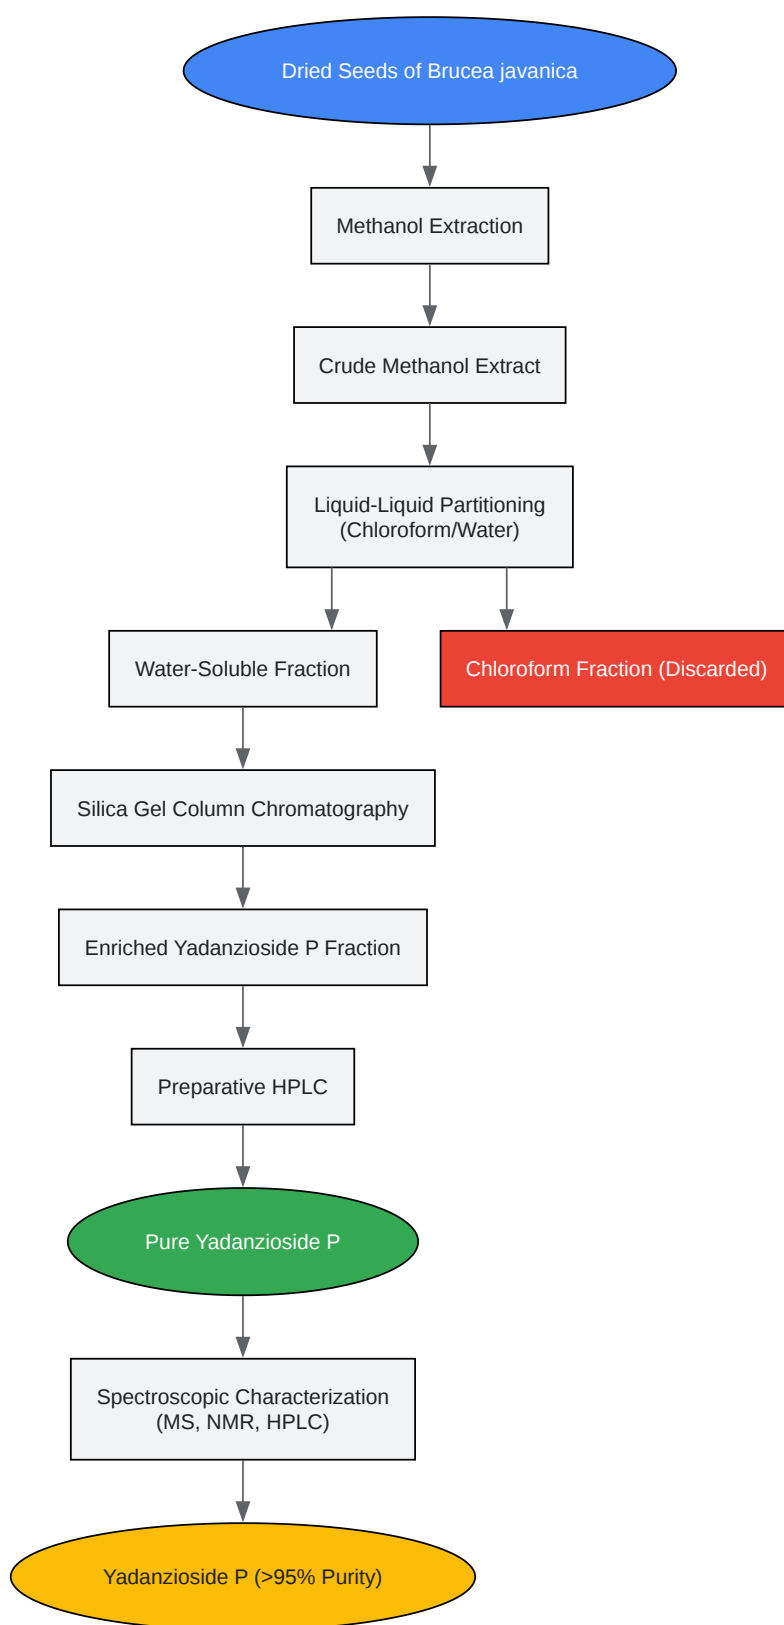 Dried Seeds of Brucea javanica
Methanol Extraction
Crude Methanol Extract
Liquid-Liquid Partitioning
(Chloroform/Water)
Water-Soluble Fraction
Chloroform Fraction (Discarded)
Silica Gel Column Chromatography
Enriched Yadanzioside P Fraction
Preparative HPLC
Pure Yadanzioside P
Spectroscopic Characterization
(MS, NMR, HPLC)
Yadanzioside P (>95% Purity)